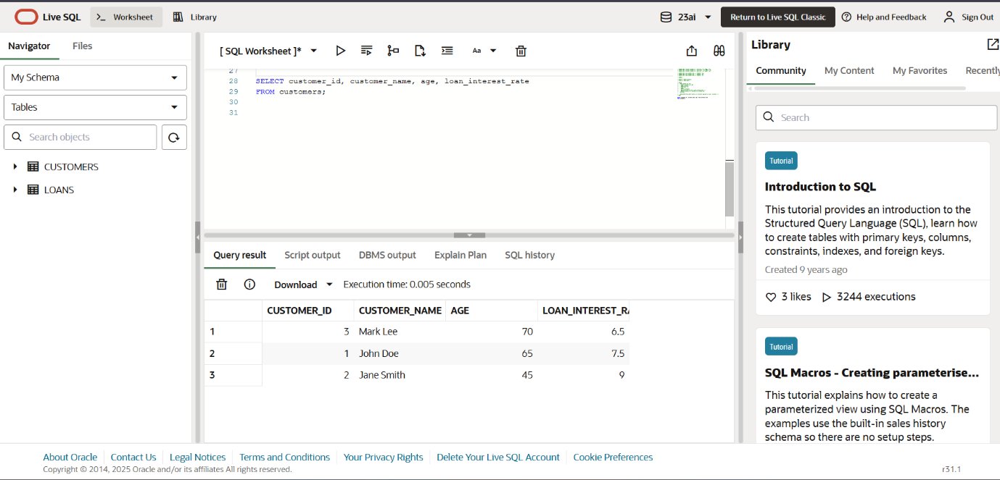 Live SQL
Worksheet
Library
23ai
Return to Live SQL Classic
Help and Feedback
Sign Out
Navigator
Files
My Schema
Tables
Search objects
CUSTOMERS
LOANS
[ SQL Worksheet ]*
Aa
27
28 SELECT customer_id, customer_name, age, loan_interest_rate
29 FROM customers;
30
31
Query result
Script output
DBMS output
Explain Plan
SQL history
Download
Execution time: 0.005 seconds
CUSTOMER_ID CUSTOMER_NAME AGE LOAN_INTEREST_RA
1 3 Mark Lee 70 6.5
2 1 John Doe 65 7.5
3 2 Jane Smith 45 9
Library
Community
My Content
My Favorites
Recently
Search
Tutorial
Introduction to SQL
This tutorial provides an introduction to the
Structured Query Language (SQL), learn how
to create tables with primary keys, columns,
constraints, indexes, and foreign keys.
Created 9 years ago
3 likes 3244 executions
Tutorial
SQL Macros - Creating parameterise...
This tutorial explains how to create a
parameterized view using SQL Macros. The
examples use the built-in sales history
schema so there are no setup steps.
About Oracle
Contact Us
Legal Notices
Terms and Conditions
Your Privacy Rights
Delete Your Live SQL Account
Cookie Preferences
Copyright © 2014, 2025 Oracle and/or its affiliates All rights reserved.
r31.1